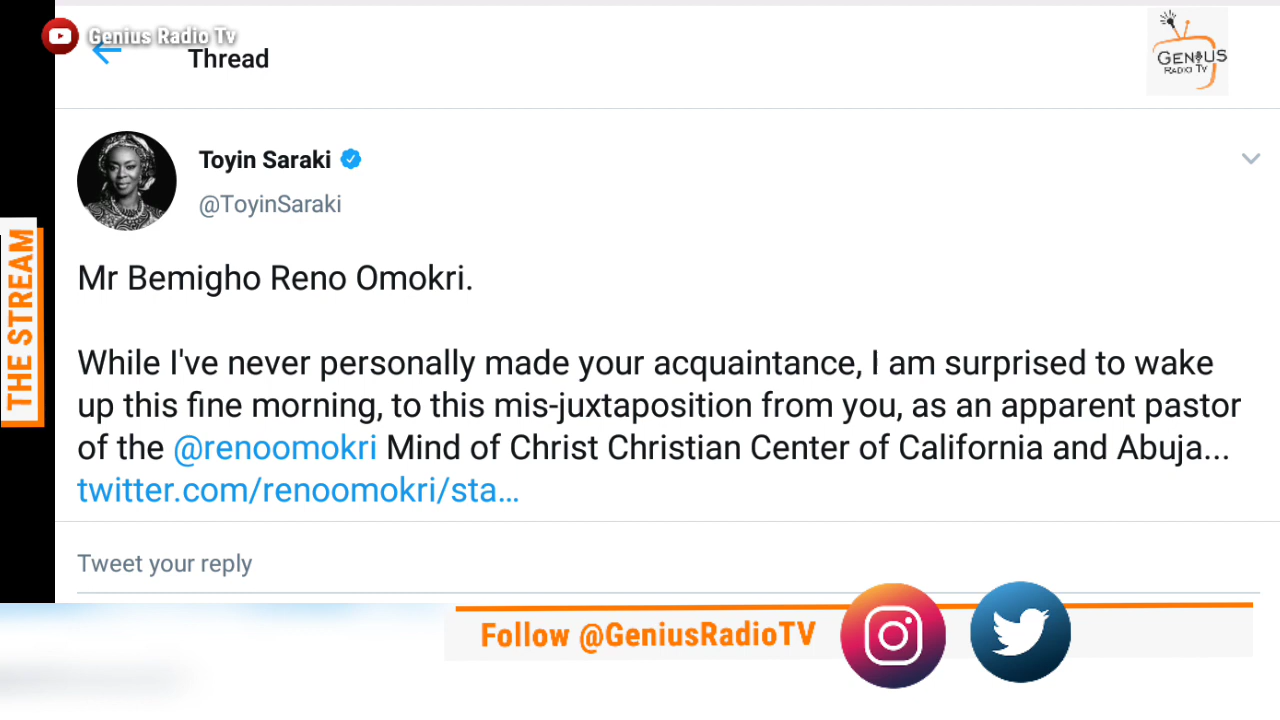 Genius Radio Tv
Thread
GENIUS
RADIO TV
Toyin Saraki
@ToyinSaraki
THE STREAM
Mr Bemigho Reno Omokri.
While I've never personally made your acquaintance, I am surprised to wake
up this fine morning, to this mis-juxtaposition from you, as an apparent pastor
of the @renoomokri Mind of Christ Christian Center of California and Abuja...
twitter.com/renoomokri/sta...
Tweet your reply
Follow @GeniusRadioTV